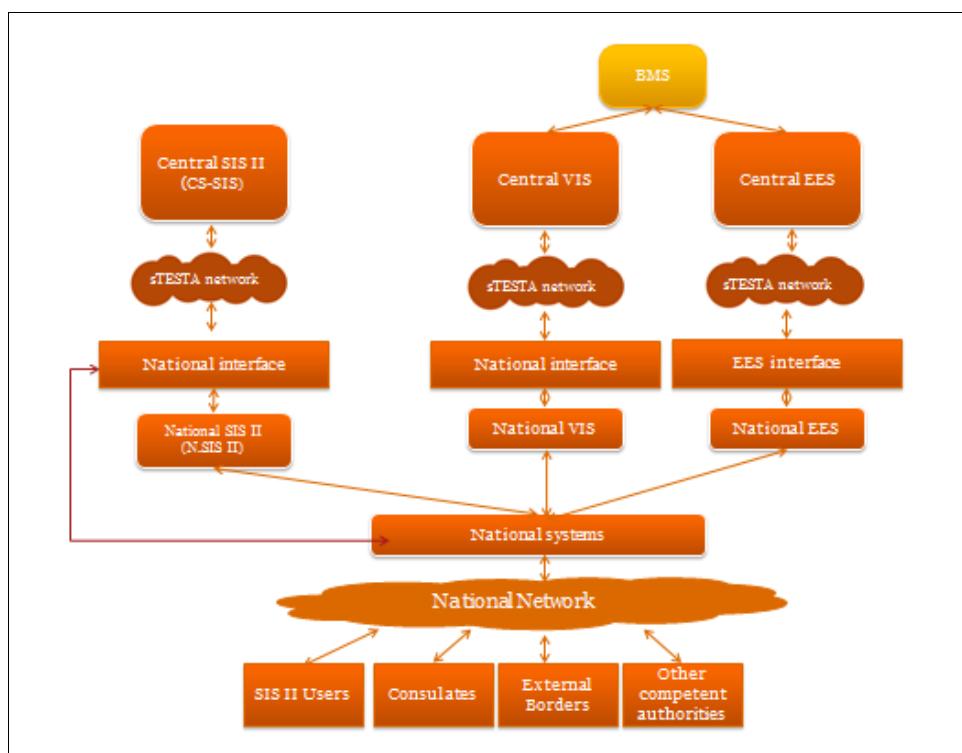 BMS
Central SIS II
(CS-SIS)
Central VIS
Central EES
sTESTA network
sTESTA network
sTESTA network
National interface
National interface
EES interface
National SIS II
(N.SIS II)
National VIS
National EES
National systems
National Network
SIS II Users
Consulates
External
Borders
Other
competent
authorities